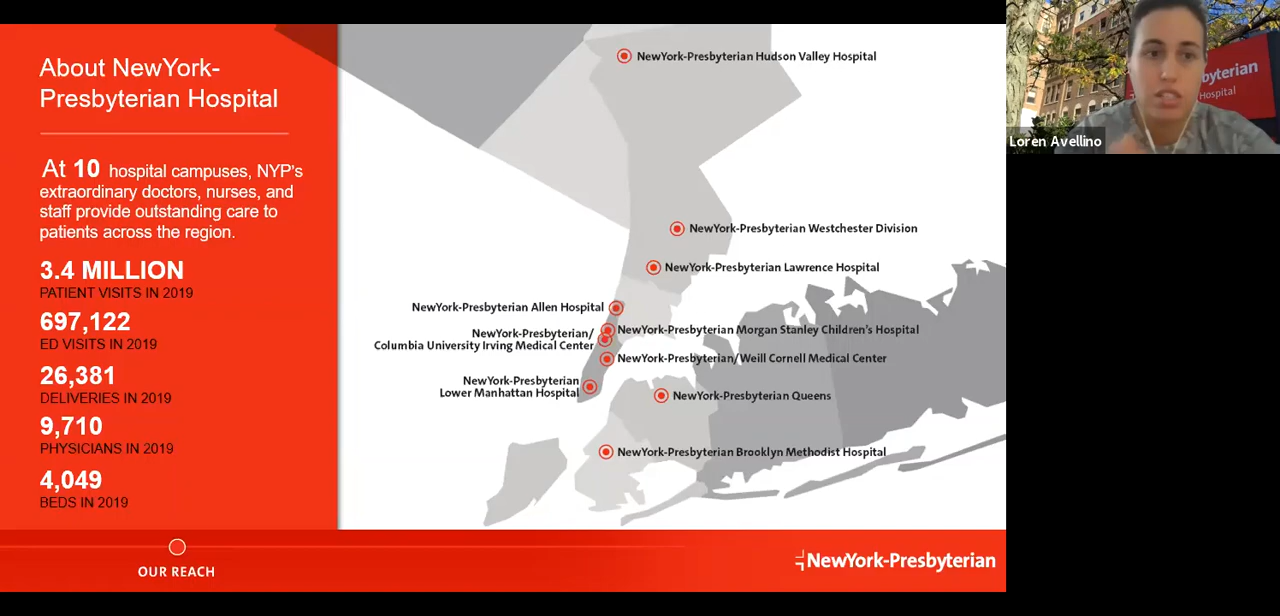 About NewYork-
Presbyterian Hospital
At 10 hospital campuses, NYP's
extraordinary doctors, nurses, and
staff provide outstanding care to
patients across the region.
3.4 MILLION
PATIENT VISITS IN 2019
697,122
ED VISITS IN 2019
26,381
DELIVERIES IN 2019
9,710
PHYSICIANS IN 2019
4,049
BEDS IN 2019
OUR REACH
NewYork-Presbyterian Hudson Valley Hospital
NewYork-Presbyterian Westchester Division
NewYork-Presbyterian Lawrence Hospital
NewYork-Presbyterian Allen Hospital
NewYork-Presbyterian Morgan Stanley Children's Hospital
NewYork-Presbyterian/
Columbia University Irving Medical Center
NewYork-Presbyterian/Weill Cornell Medical Center
NewYork-Presbyterian
Lower Manhattan Hospital
NewYork-Presbyterian Queens
NewYork-Presbyterian Brooklyn Methodist Hospital
NewYork-Presbyterian
byterian
Hospital
Loren Avellino